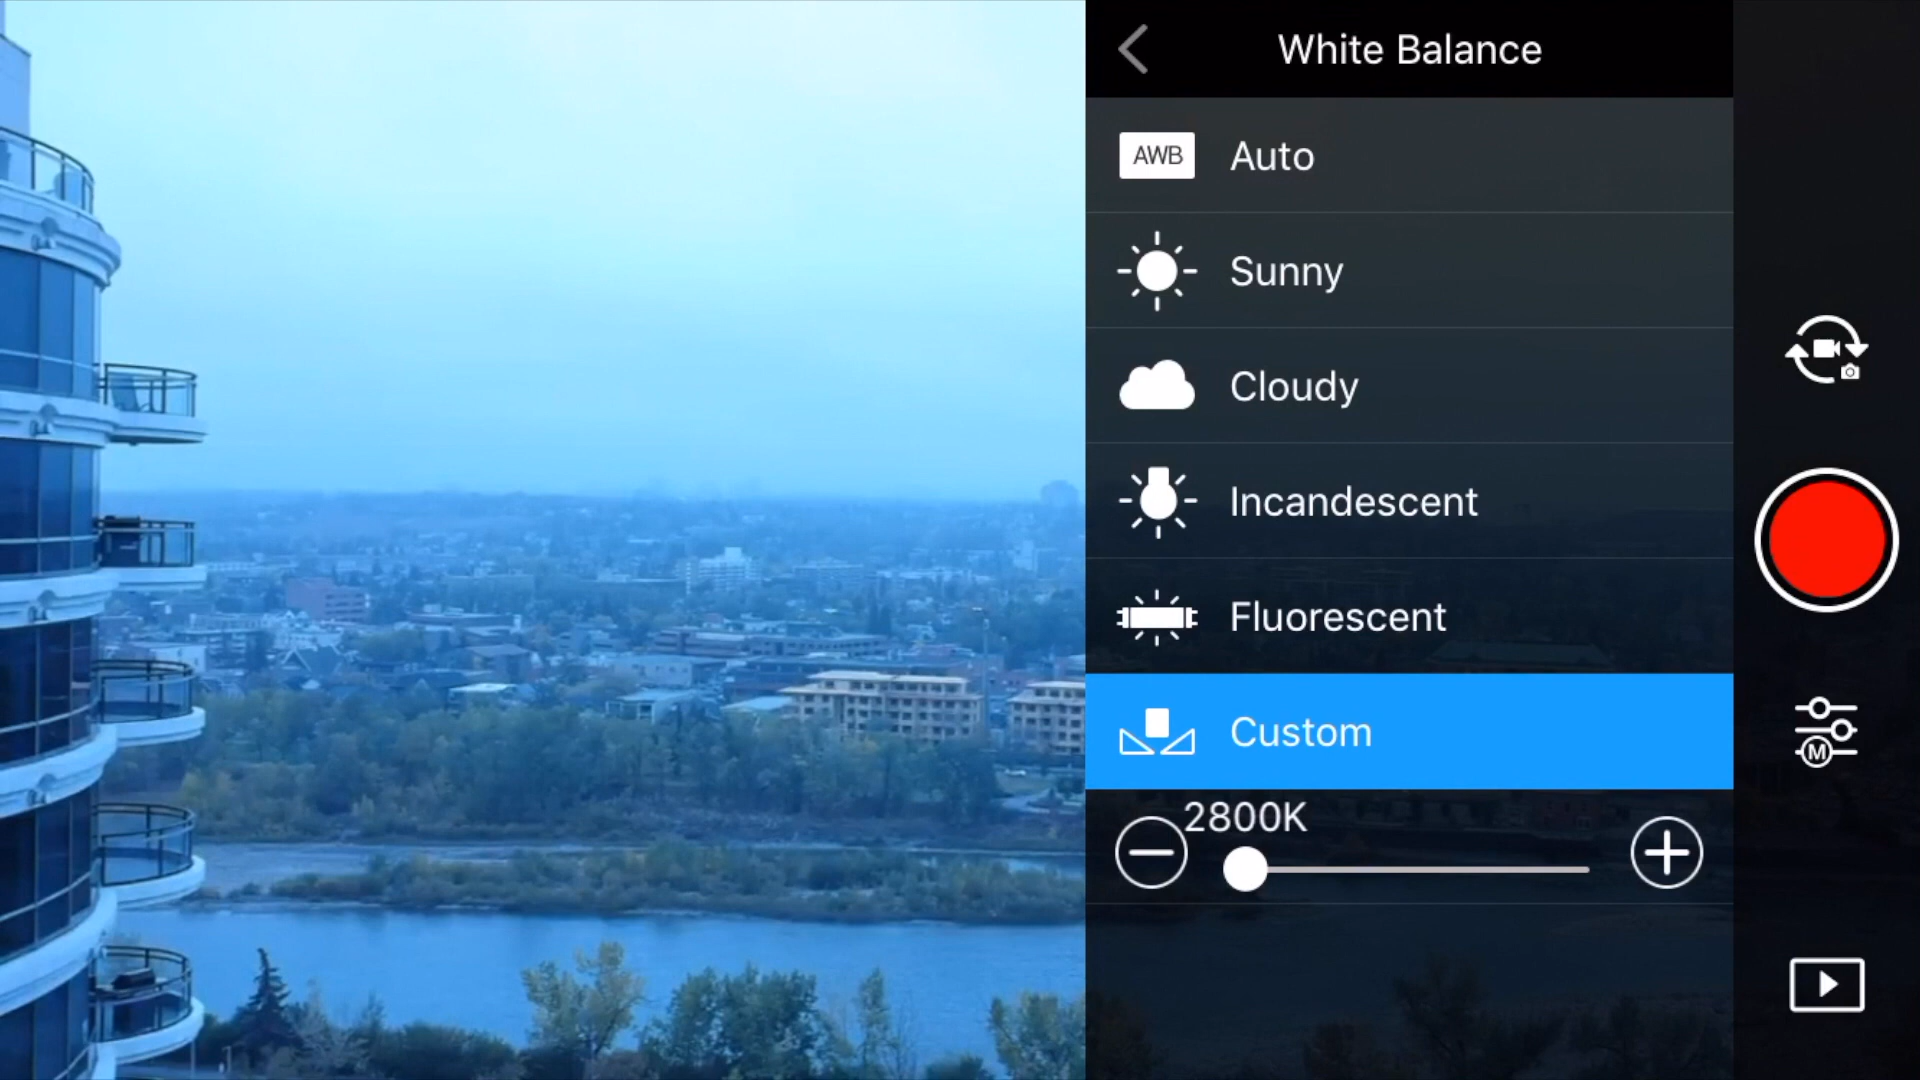 White Balance
AWB Auto
Sunny
Cloudy
Incandescent
Fluorescent
Custom
2800K
M